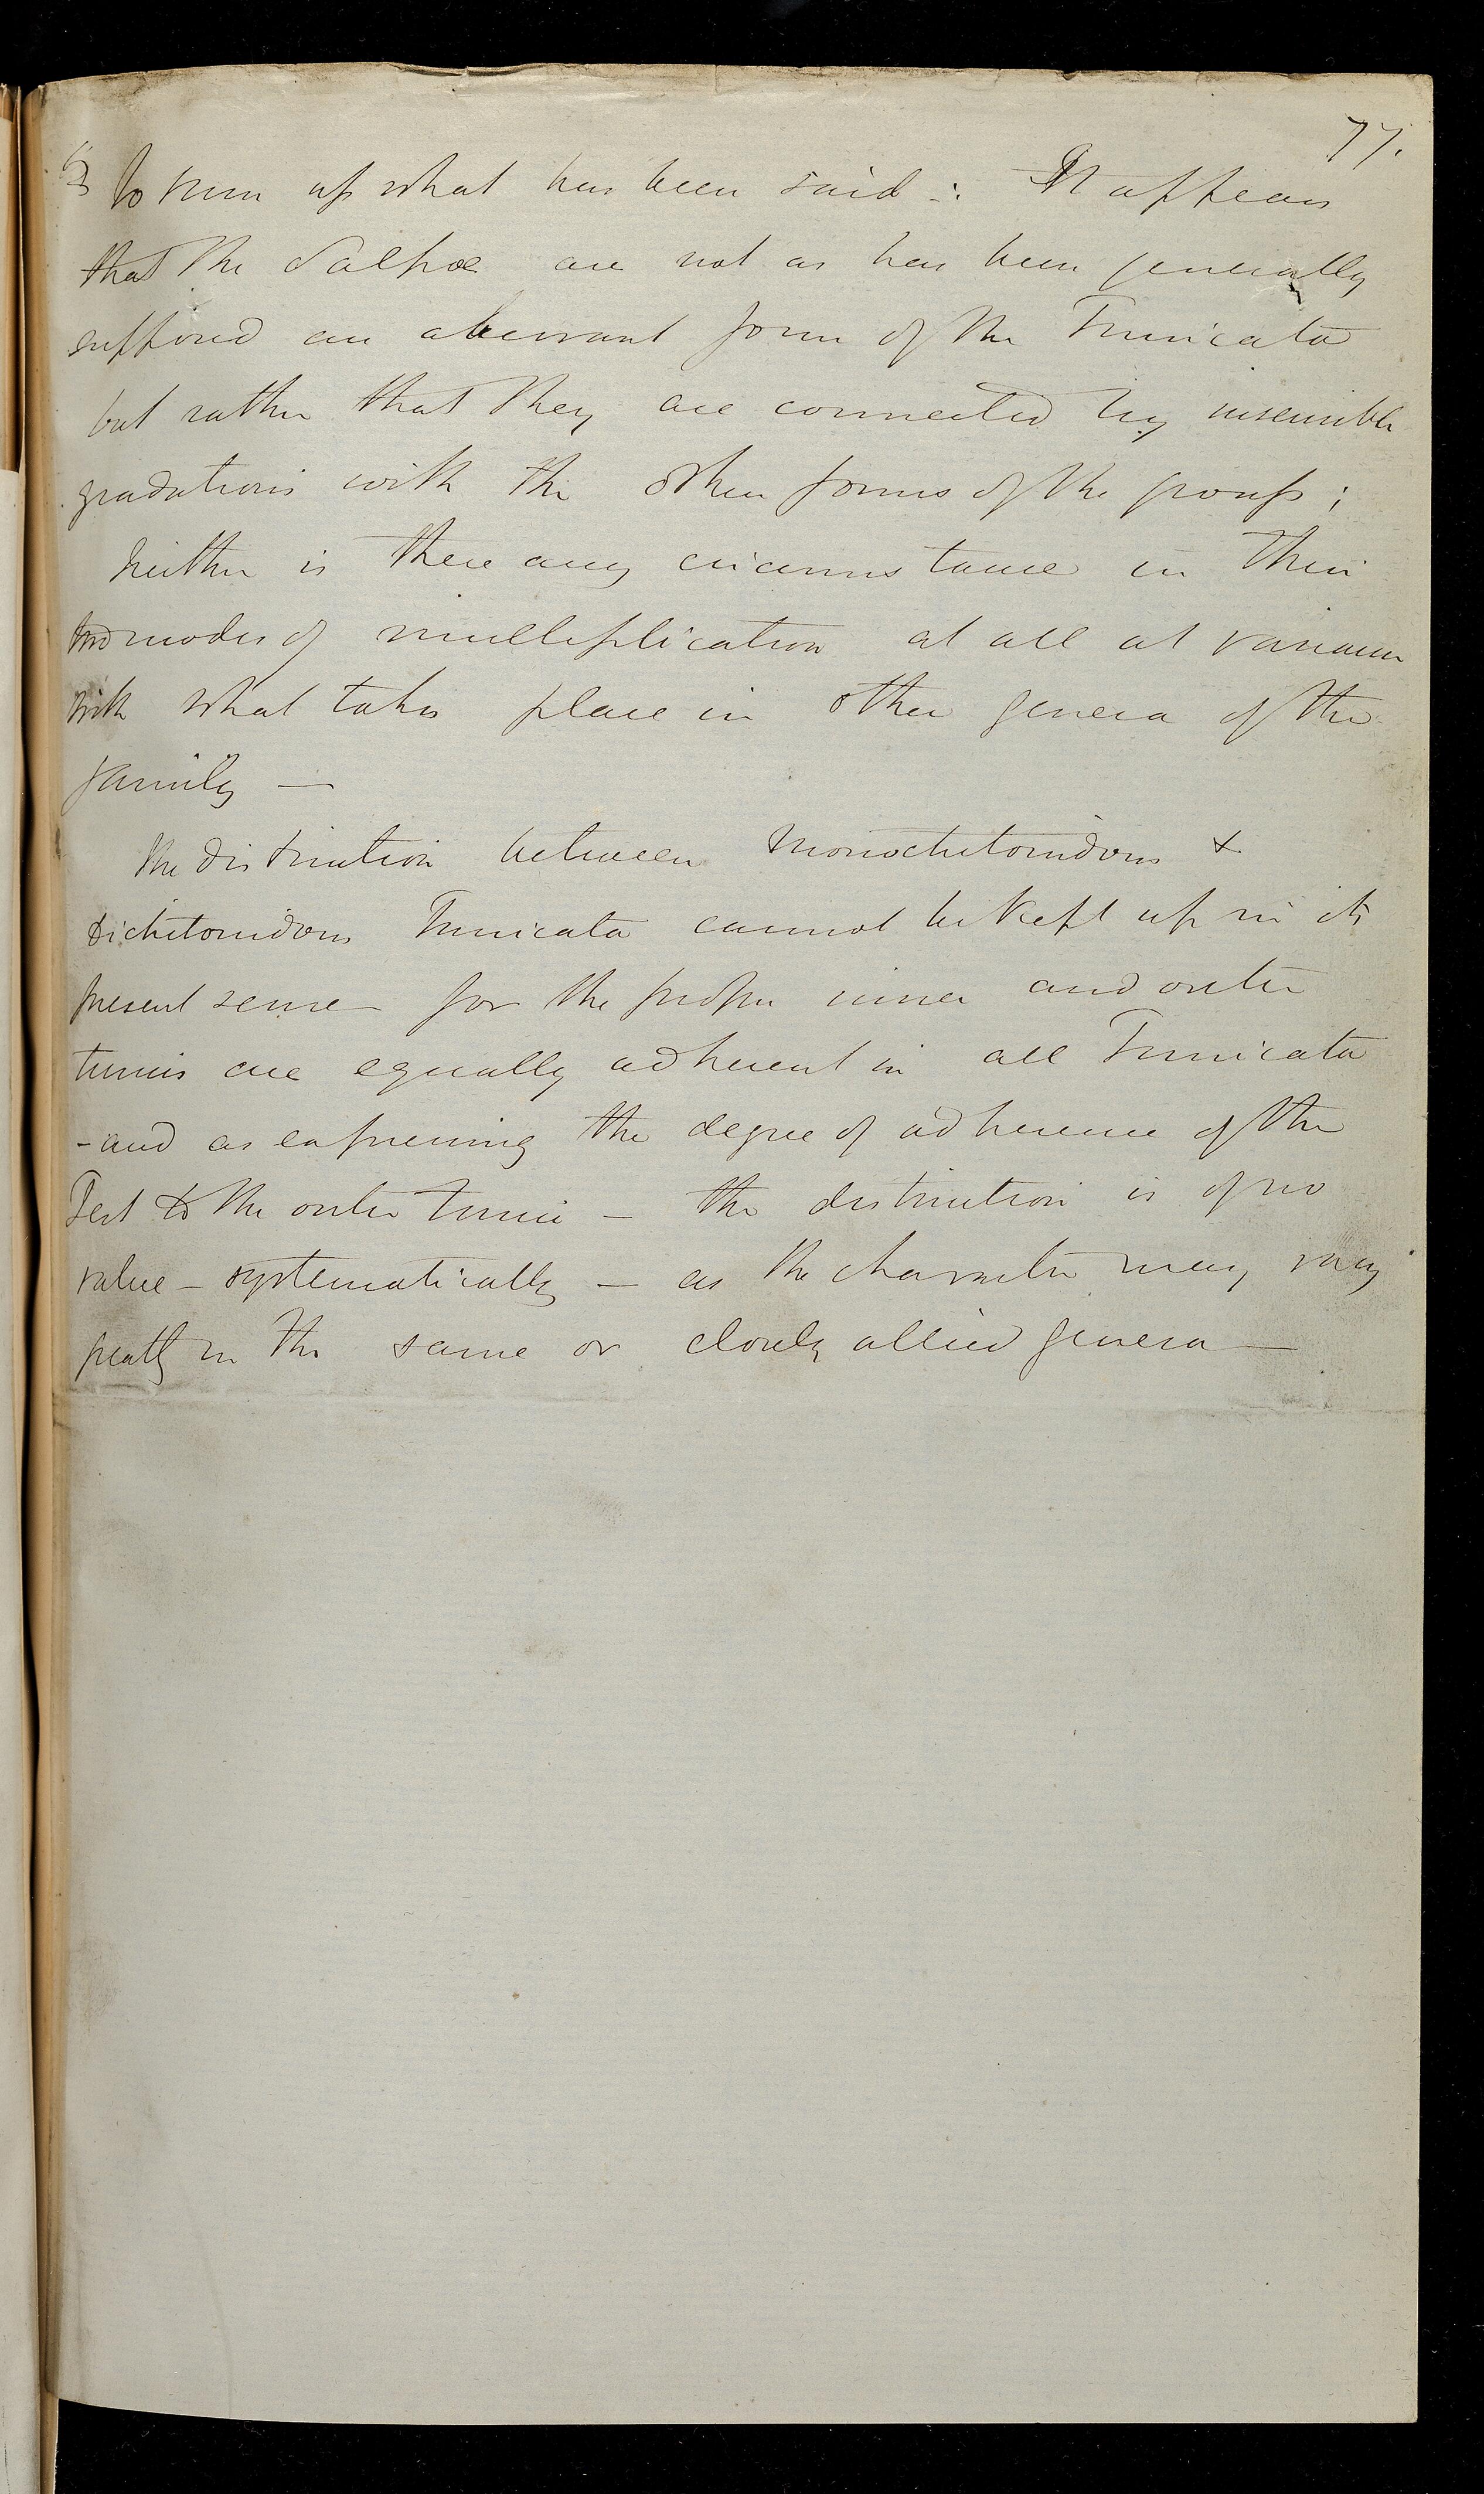 77.
To sum up what has been said : It appears
that the Salpæ are not as has been generally
supposed an aberrant form of the Tunicata
but rather that they are connected by insensible
gradations with the other forms of the group ;
Neither is there any circumstance in their
two modes of multiplication at all at variance
with what takes place in other genera of the
family —
The distinction between Monochitonidous &
Dichitonidous Tunicata cannot be kept up in its
present sense for the proper inner and outer
tunics are equally adherent in all Tunicata
- and as expressing the degree of adherence of the
Test to the outer tunic — the distinction is of no
value — systematically — as the character may vary
greatly in the same or closely allied genera —